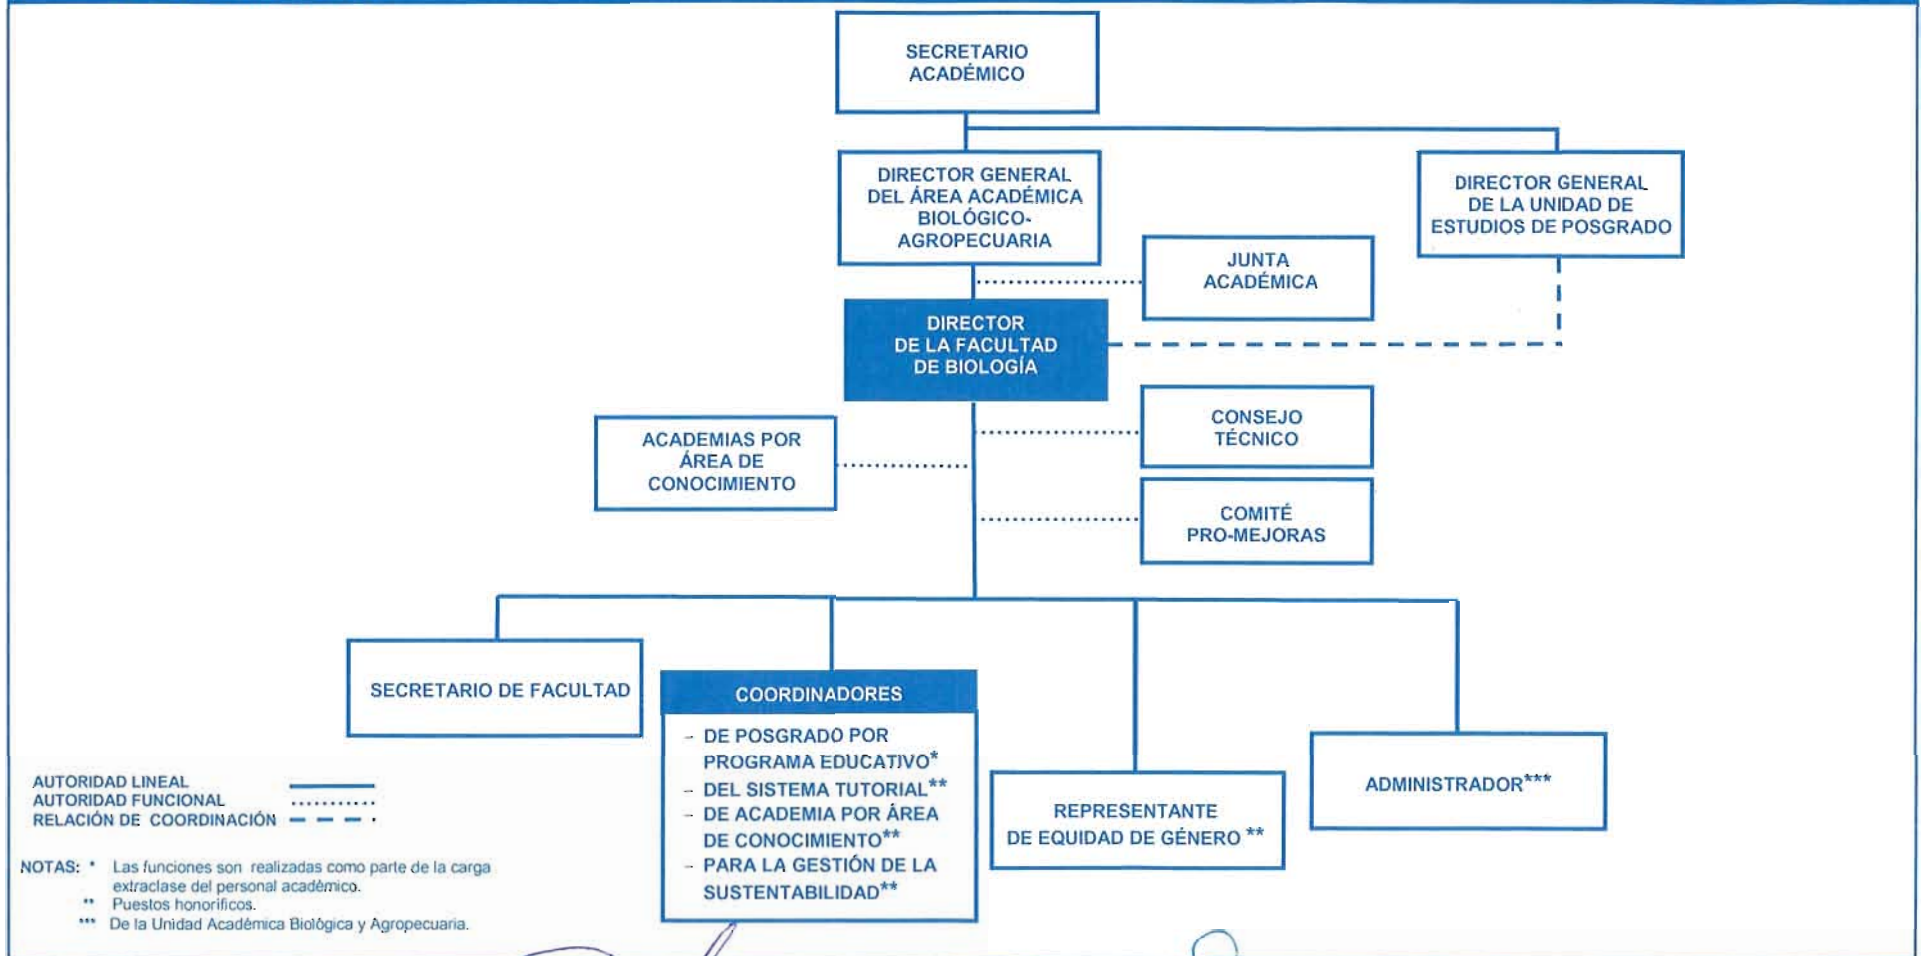 SECRETARIO
ACADÉMICO
DIRECTOR GENERAL
DEL ÁREA ACADÉMICA
BIOLÓGICO-
AGROPECUARIA
DIRECTOR GENERAL
DE LA UNIDAD DE
ESTUDIOS DE POSGRADO
JUNTA
ACADÉMICA
DIRECTOR
DE LA FACULTAD
DE BIOLOGÍA
ACADEMIAS POR
ÁREA DE
CONOCIMIENTO
CONSEJO
TÉCNICO
COMITÉ
PRO-MEJORAS
SECRETARIO DE FACULTAD
COORDINADORES
– DE POSGRADO POR
PROGRAMA EDUCATIVO*
– DEL SISTEMA TUTORIAL**
– DE ACADEMIA POR ÁREA
DE CONOCIMIENTO**
– PARA LA GESTIÓN DE LA
SUSTENTABILIDAD**
REPRESENTANTE
DE EQUIDAD DE GÉNERO **
ADMINISTRADOR***
AUTORIDAD LINEAL
AUTORIDAD FUNCIONAL
RELACIÓN DE COORDINACIÓN
NOTAS: * Las funciones son realizadas como parte de la carga
extraclase del personal académico.
** Puestos honoríficos.
*** De la Unidad Académica Biológica y Agropecuaria.